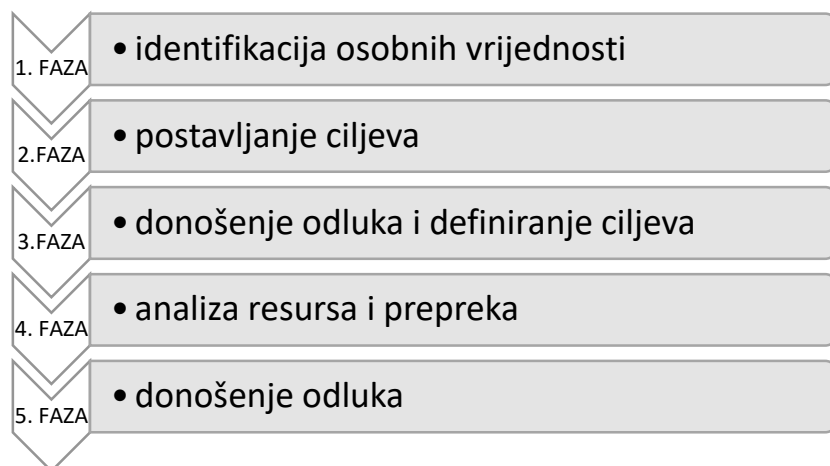 1. FAZA • identifikacija osobnih vrijednosti
2.FAZA • postavljanje ciljeva
3.FAZA • donošenje odluka i definiranje ciljeva
4. FAZA • analiza resursa i prepreka
5. FAZA • donošenje odluka